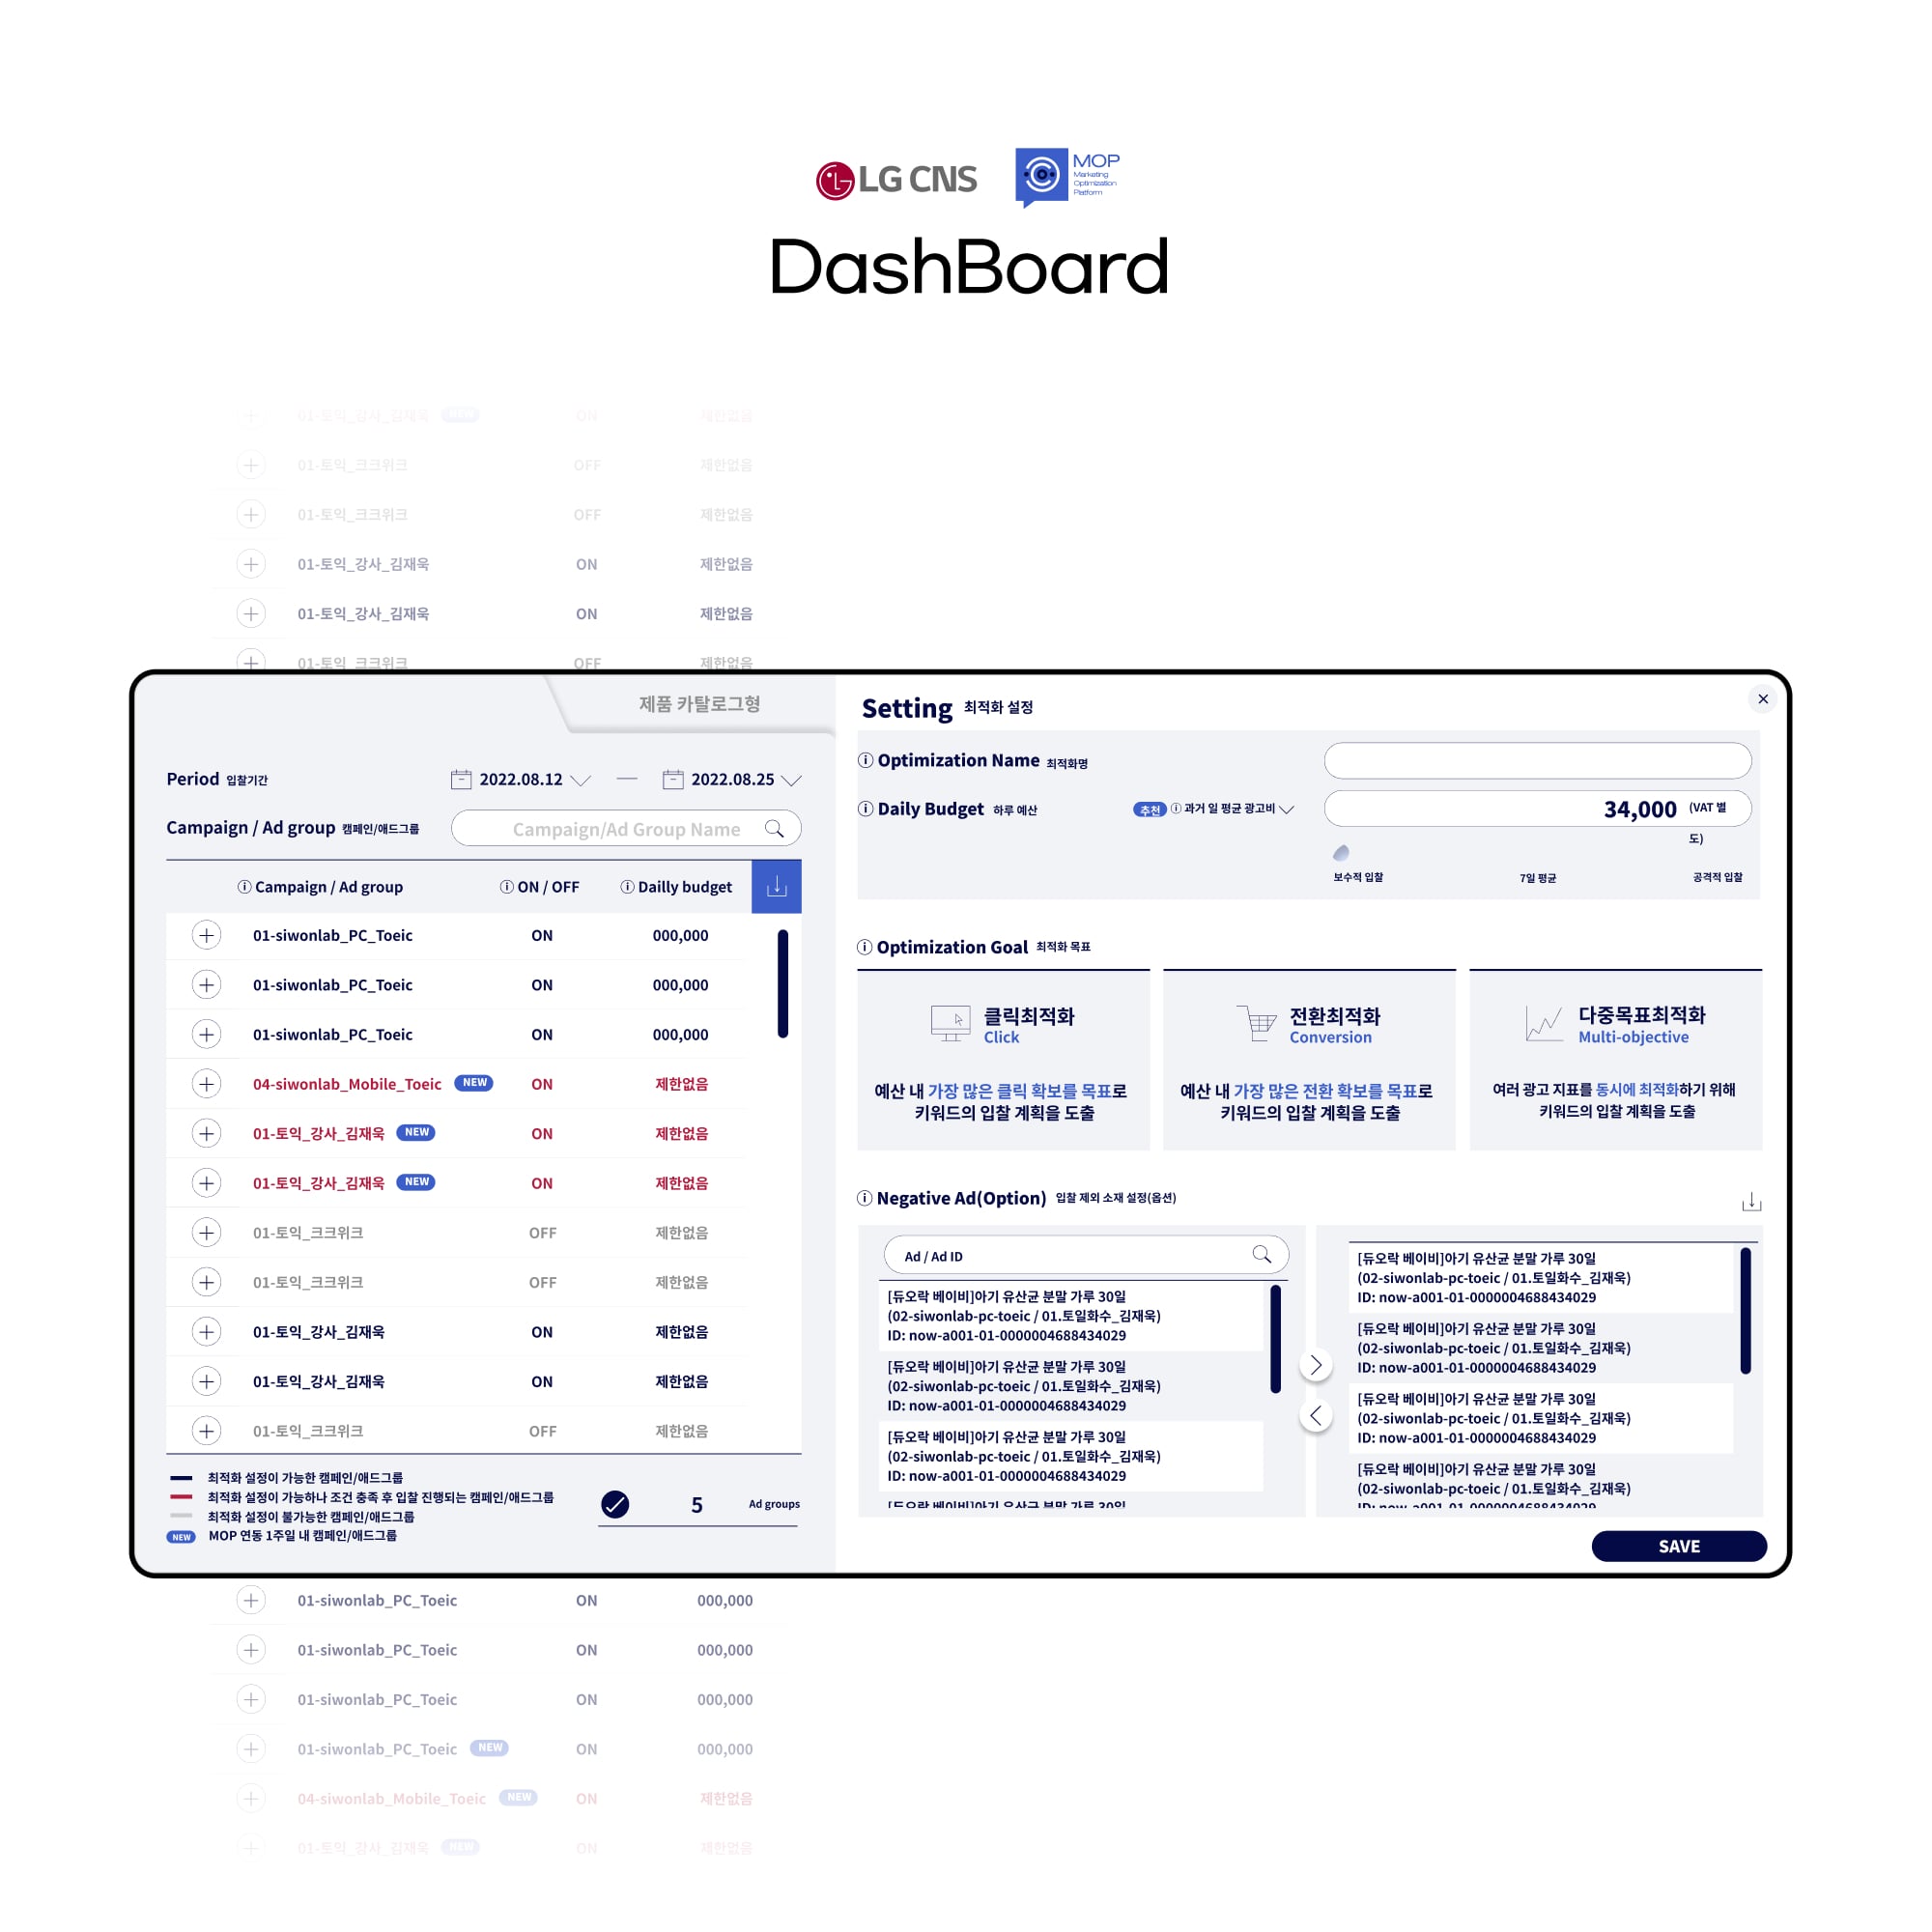 LG CNS
MOP
Marketing
Optimization
Platform
DashBoard
01-토익_강사_김재욱 NEW ON 제한없음
01-토익_크크위크 OFF 제한없음
01-토익_크크위크 OFF 제한없음
01-토익_강사_김재욱 ON 제한없음
01-토익_강사_김재욱 ON 제한없음
01-토익_크크위크 OFF 제한없음
제품 카탈로그형
Period 입찰기간 2022.08.12 — 2022.08.25
Campaign / Ad group 캠페인/애드그룹 Campaign/Ad Group Name
Campaign / Ad group ON / OFF Dailly budget
01-siwonlab_PC_Toeic ON 000,000
01-siwonlab_PC_Toeic ON 000,000
01-siwonlab_PC_Toeic ON 000,000
04-siwonlab_Mobile_Toeic NEW ON 제한없음
01-토익_강사_김재욱 NEW ON 제한없음
01-토익_강사_김재욱 NEW ON 제한없음
01-토익_크크위크 OFF 제한없음
01-토익_크크위크 OFF 제한없음
01-토익_강사_김재욱 ON 제한없음
01-토익_강사_김재욱 ON 제한없음
01-토익_크크위크 OFF 제한없음
최적화 설정이 가능한 캠페인/애드그룹
최적화 설정이 가능하나 조건 충족 후 입찰 진행되는 캠페인/애드그룹
최적화 설정이 불가능한 캠페인/애드그룹
NEW MOP 연동 1주일 내 캠페인/애드그룹
5 Ad groups
Setting 최적화 설정
Optimization Name 최적화명
Daily Budget 하루 예산 추천 과거 일 평균 광고비 34,000 (VAT 별
도)
보수적 입찰 7일 평균 공격적 입찰
Optimization Goal 최적화 목표
클릭최적화
Click
예산 내 가장 많은 클릭 확보를 목표로
키워드의 입찰 계획을 도출
전환최적화
Conversion
예산 내 가장 많은 전환 확보를 목표로
키워드의 입찰 계획을 도출
다중목표최적화
Multi-objective
여러 광고 지표를 동시에 최적화하기 위해
키워드의 입찰 계획을 도출
Negative Ad(Option) 입찰 제외 소재 설정(옵션)
Ad / Ad ID
[듀오락 베이비]아기 유산균 분말 가루 30일
(02-siwonlab-pc-toeic / 01.토일화수_김재욱)
ID: now-a001-01-0000004688434029
[듀오락 베이비]아기 유산균 분말 가루 30일
(02-siwonlab-pc-toeic / 01.토일화수_김재욱)
ID: now-a001-01-0000004688434029
[듀오락 베이비]아기 유산균 분말 가루 30일
(02-siwonlab-pc-toeic / 01.토일화수_김재욱)
ID: now-a001-01-0000004688434029
[듀오락 베이비]아기 유산균 분말 가루 30일
[듀오락 베이비]아기 유산균 분말 가루 30일
(02-siwonlab-pc-toeic / 01.토일화수_김재욱)
ID: now-a001-01-0000004688434029
[듀오락 베이비]아기 유산균 분말 가루 30일
(02-siwonlab-pc-toeic / 01.토일화수_김재욱)
ID: now-a001-01-0000004688434029
[듀오락 베이비]아기 유산균 분말 가루 30일
(02-siwonlab-pc-toeic / 01.토일화수_김재욱)
ID: now-a001-01-0000004688434029
[듀오락 베이비]아기 유산균 분말 가루 30일
(02-siwonlab-pc-toeic / 01.토일화수_김재욱)
ID: now-a001-01-0000004688434029
SAVE
01-siwonlab_PC_Toeic ON 000,000
01-siwonlab_PC_Toeic ON 000,000
01-siwonlab_PC_Toeic ON 000,000
01-siwonlab_PC_Toeic NEW ON 000,000
04-siwonlab_Mobile_Toeic NEW ON 제한없음
01-토익_강사_김재욱 NEW ON 제한없음